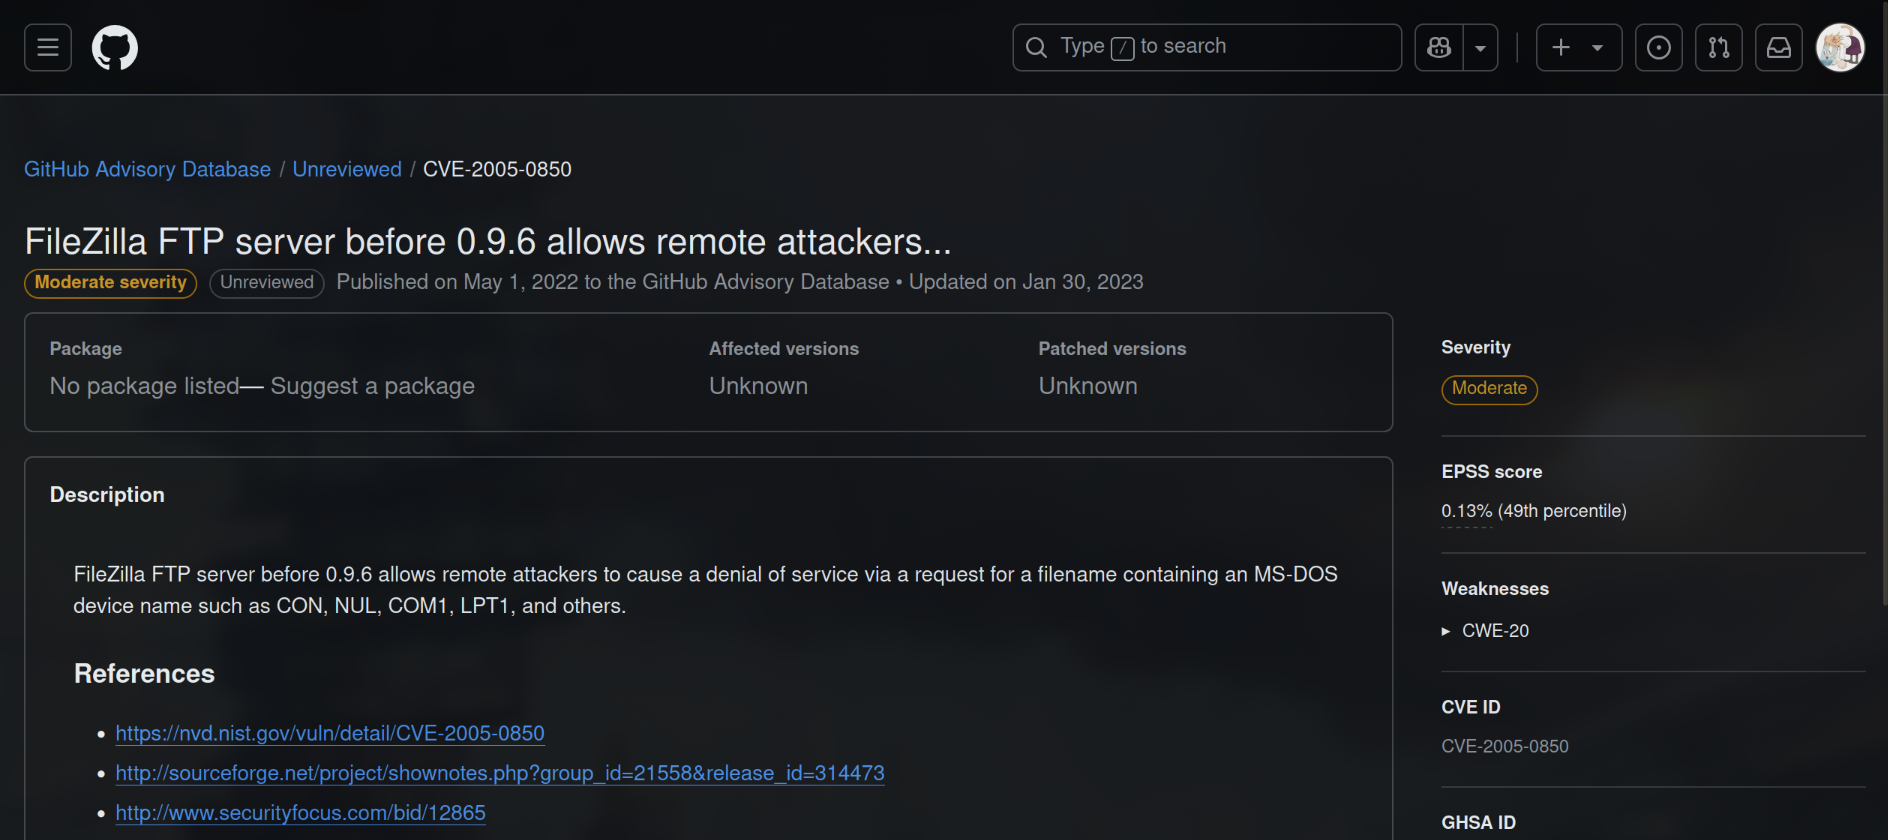 Type / to search
GitHub Advisory Database / Unreviewed / CVE-2005-0850
FileZilla FTP server before 0.9.6 allows remote attackers...
Moderate severity Unreviewed Published on May 1, 2022 to the GitHub Advisory Database • Updated on Jan 30, 2023
Package
No package listed— Suggest a package
Affected versions
Unknown
Patched versions
Unknown
Description
FileZilla FTP server before 0.9.6 allows remote attackers to cause a denial of service via a request for a filename containing an MS-DOS
device name such as CON, NUL, COM1, LPT1, and others.
References
• https://nvd.nist.gov/vuln/detail/CVE-2005-0850
• http://sourceforge.net/project/shownotes.php?group_id=21558&release_id=314473
• http://www.securityfocus.com/bid/12865
Severity
Moderate
EPSS score
0.13% (49th percentile)
Weaknesses
CWE-20
CVE ID
CVE-2005-0850
GHSA ID